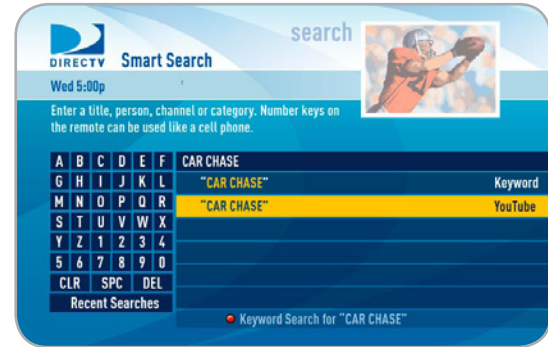 search
DIRECTV Smart Search
Wed 5:00p
Enter a title, person, channel or category. Number keys on
the remote can be used like a cell phone.
A B C D E F
G H I J K L
M N O P Q R
S T U V W X
Y Z 1 2 3 4
5 6 7 8 9 0
CLR SPC DEL
Recent Searches
CAR CHASE
"CAR CHASE" Keyword
"CAR CHASE" YouTube
Keyword Search for "CAR CHASE"